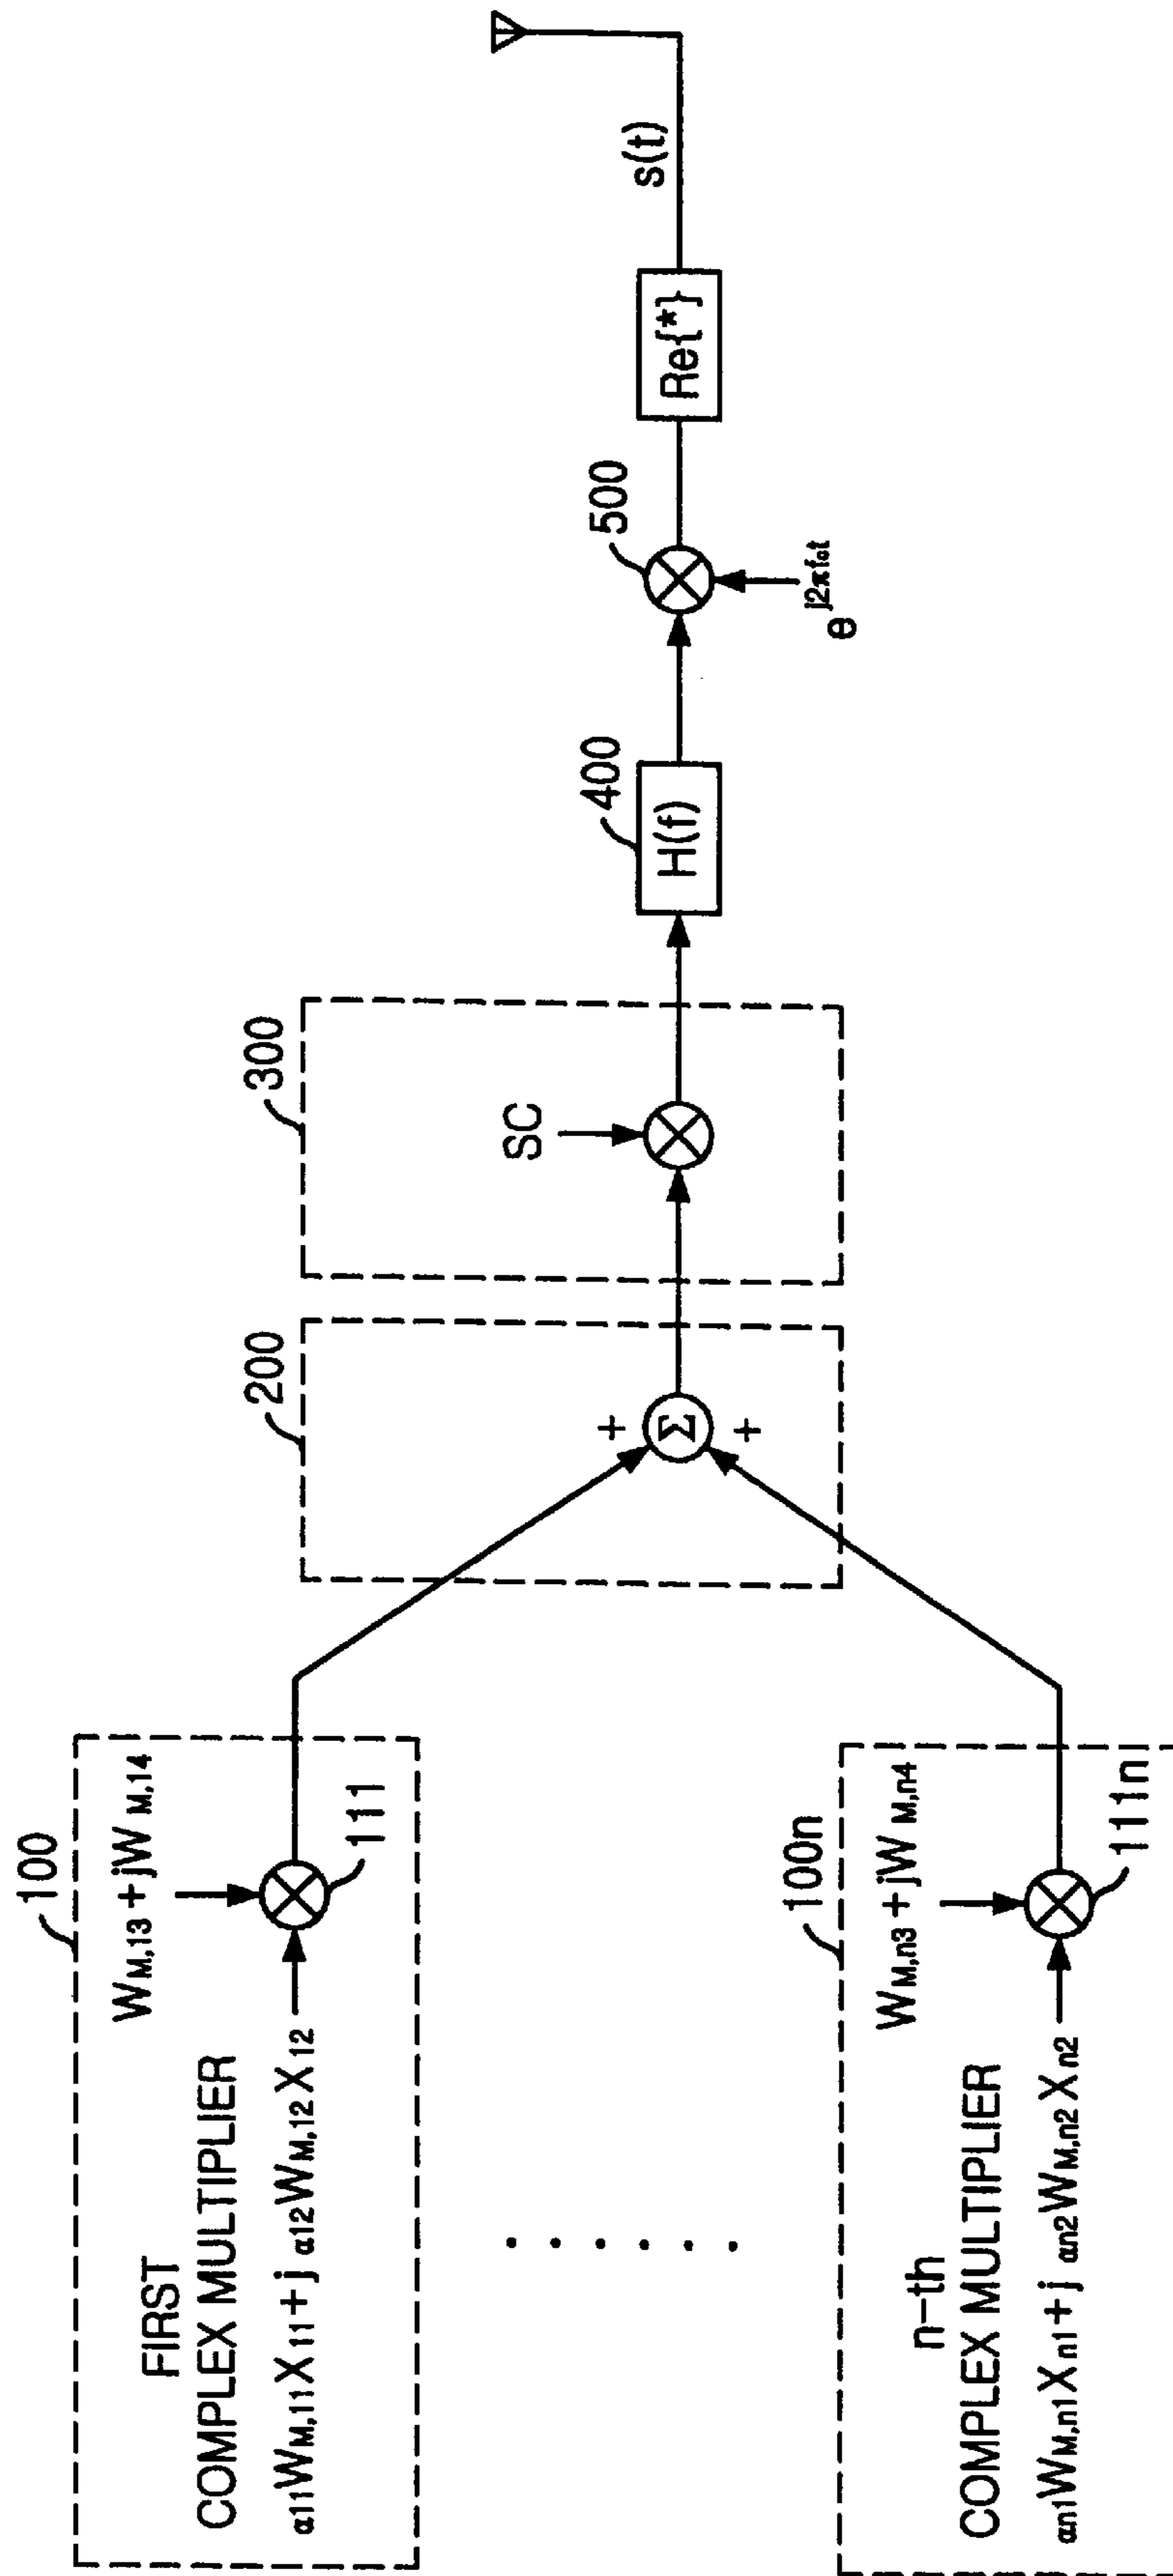 100
FIRST
COMPLEX MULTIPLIER
α11WM,11X11+j α12WM,12X12
WM,13+jWM,14
111
100n
n-th
COMPLEX MULTIPLIER
αn1WM,n1Xn1+j αn2WM,n2Xn2
WM,n3+jWM,n4
111n
200
+
Σ
+
300
SC
400
H(f)
500
Re{*}
s(t)